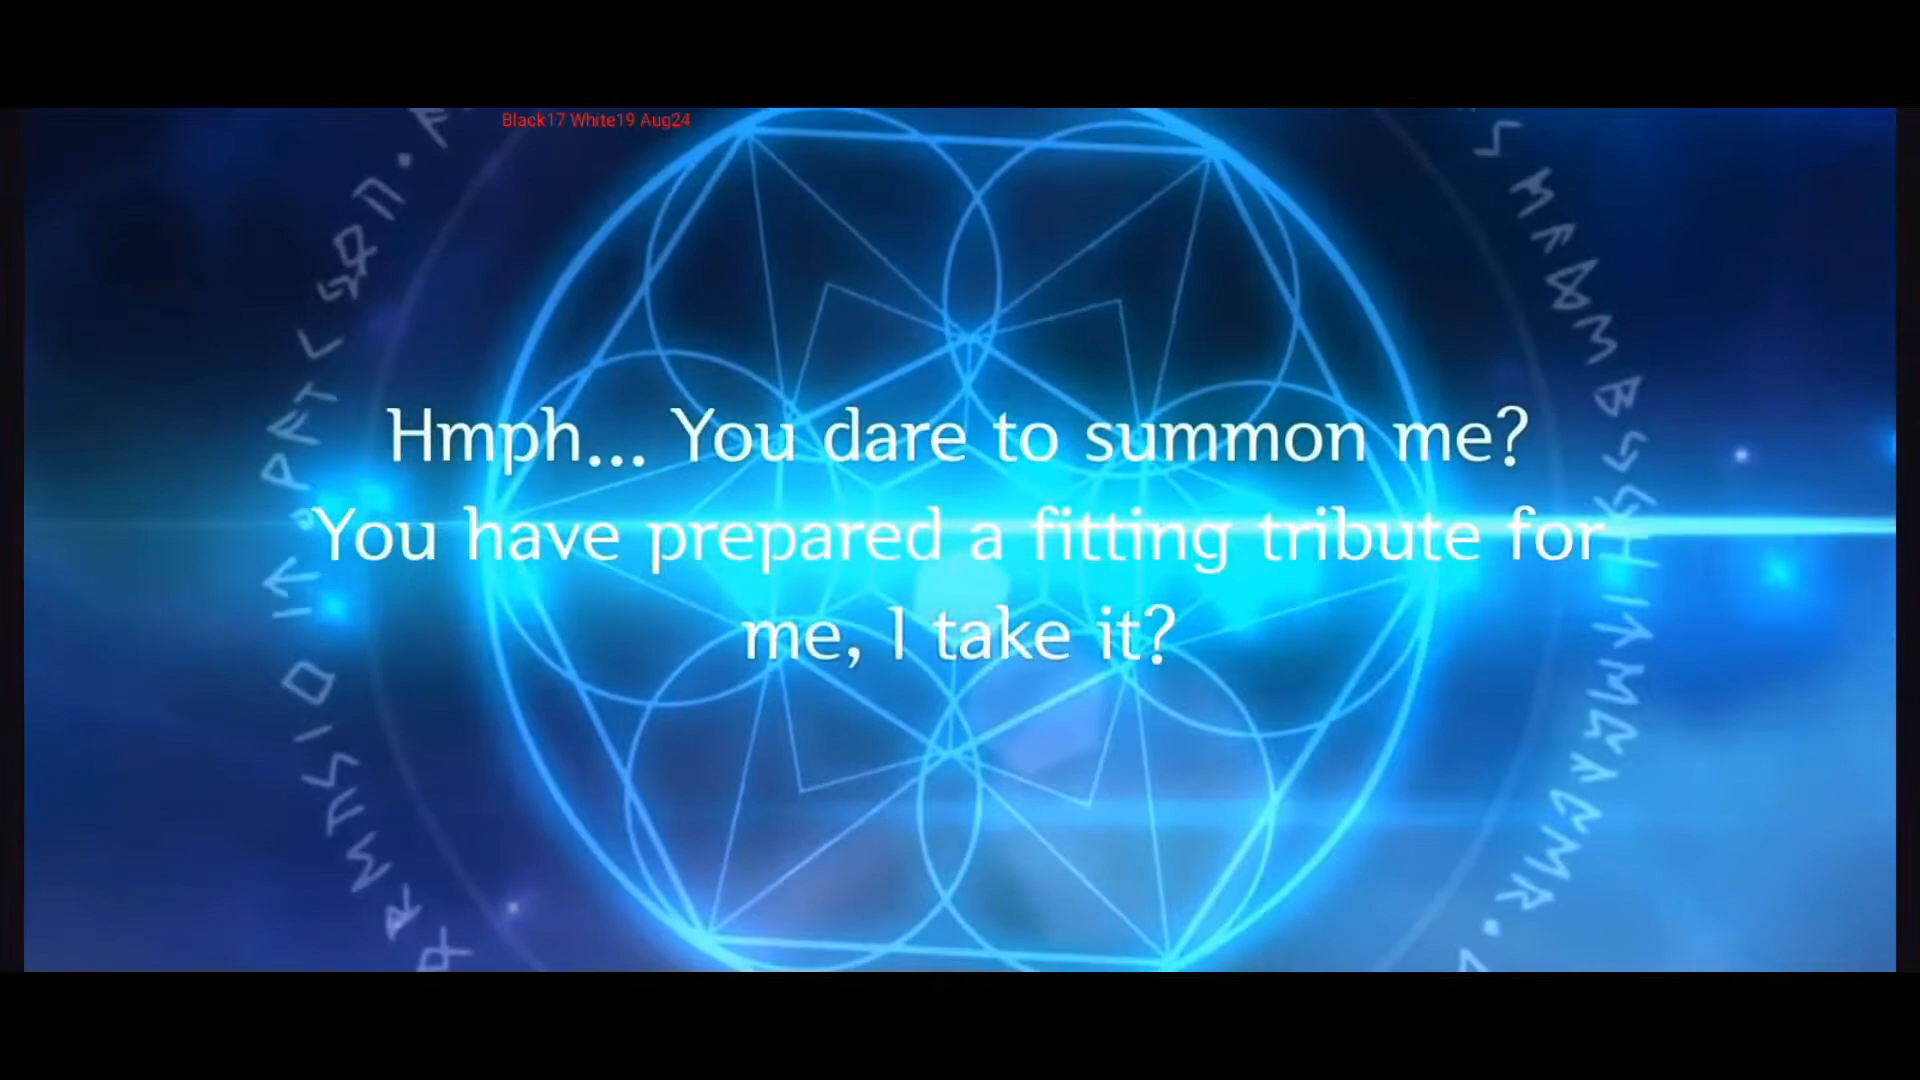 Black17 White19 Aug24
Hmph... You dare to summon me?
You have prepared a fitting tribute for
me, I take it?